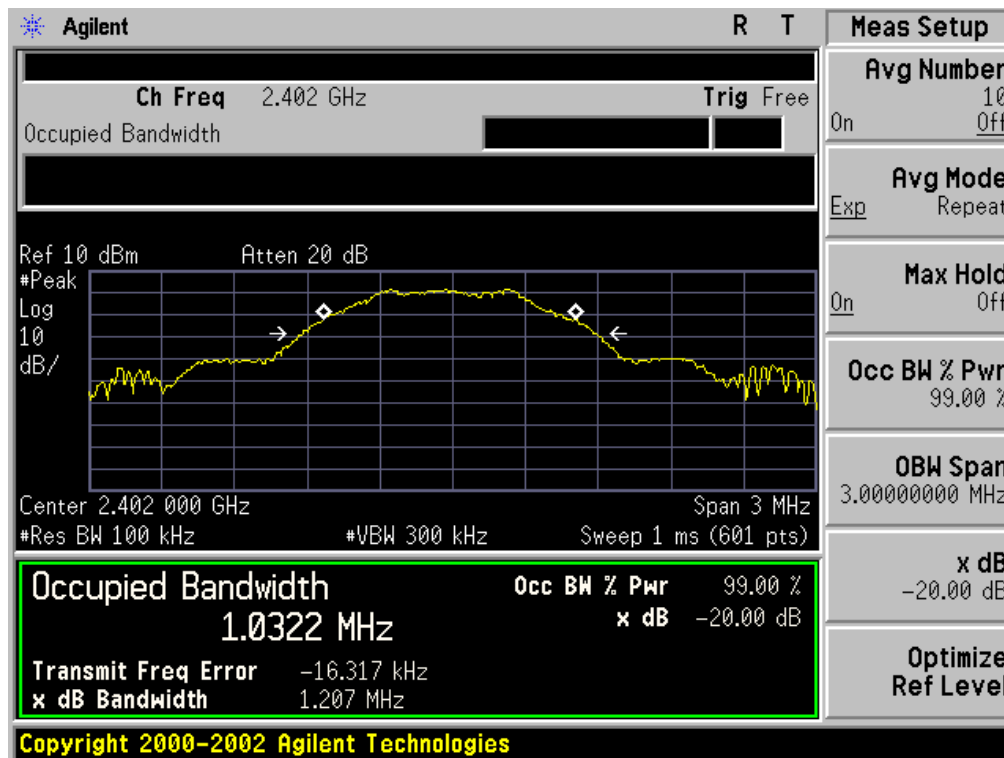 Agilent R T
Ch Freq 2.402 GHz Trig Free
Occupied Bandwidth
Ref 10 dBm Atten 20 dB
#Peak
Log
10
dB/
Center 2.402 000 GHz Span 3 MHz
#Res BW 100 kHz #VBW 300 kHz Sweep 1 ms (601 pts)
Occupied Bandwidth Occ BW % Pwr 99.00 %
1.0322 MHz x dB -20.00 dB
Transmit Freq Error -16.317 kHz
x dB Bandwidth 1.207 MHz
Copyright 2000-2002 Agilent Technologies
Meas Setup
Avg Number
10
On Off
Avg Mode
Exp Repeat
Max Hold
On Off
Occ BW % Pwr
99.00 %
OBW Span
3.00000000 MHz
x dB
-20.00 dB
Optimize
Ref Level